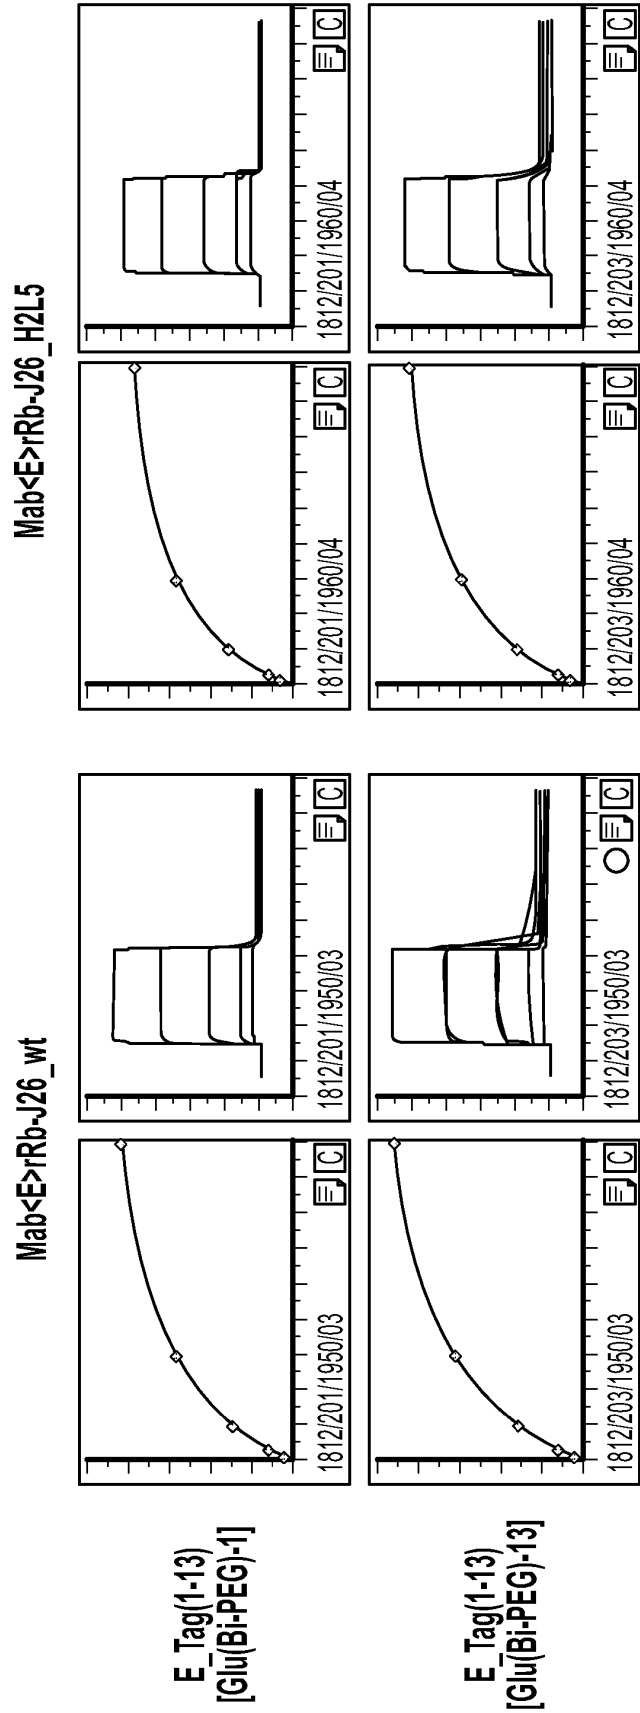 Mab<E>rRb-J26_wt
Mab<E>rRb-J26_H2L5
E_Tag(1-13)
[Glu(Bi-PEG)-1]
1812/201/1950/03
C
1812/201/1950/03
C
1812/201/1960/04
C
1812/201/1960/04
C
E_Tag(1-13)
[Glu(Bi-PEG)-13]
1812/203/1950/03
C
1812/203/1950/03
C
1812/203/1960/04
C
1812/203/1960/04
C